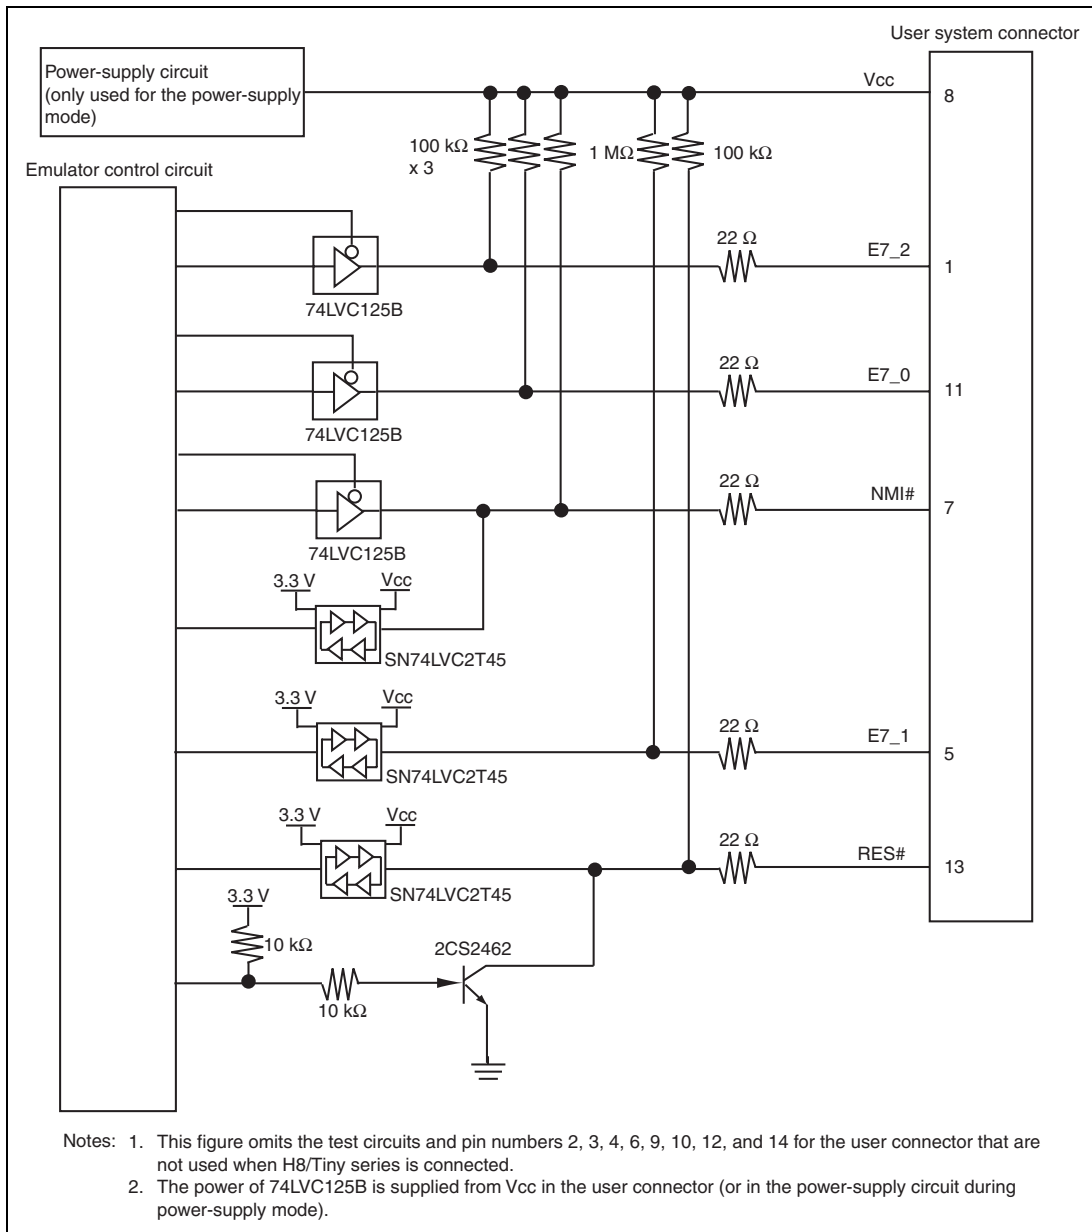 User system connector
Power-supply circuit
(only used for the power-supply
mode)
Vcc
8
100 kΩ
x 3
1 MΩ
100 kΩ
Emulator control circuit
22 Ω
E7_2
1
74LVC125B
22 Ω
E7_0
11
74LVC125B
22 Ω
NMI#
7
74LVC125B
3.3 V
Vcc
SN74LVC2T45
3.3 V
Vcc
22 Ω
E7_1
5
SN74LVC2T45
3.3 V
Vcc
22 Ω
RES#
13
SN74LVC2T45
3.3 V
10 kΩ
2CS2462
10 kΩ
Notes: 1. This figure omits the test circuits and pin numbers 2, 3, 4, 6, 9, 10, 12, and 14 for the user connector that are
not used when H8/Tiny series is connected.
2. The power of 74LVC125B is supplied from Vcc in the user connector (or in the power-supply circuit during
power-supply mode).